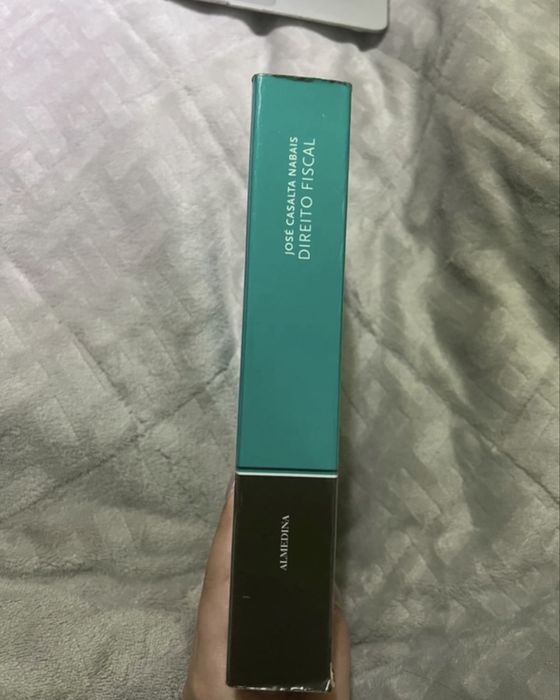 JOSÉ CASALTA NABAIS
DIREITO FISCAL
ALMEDINA